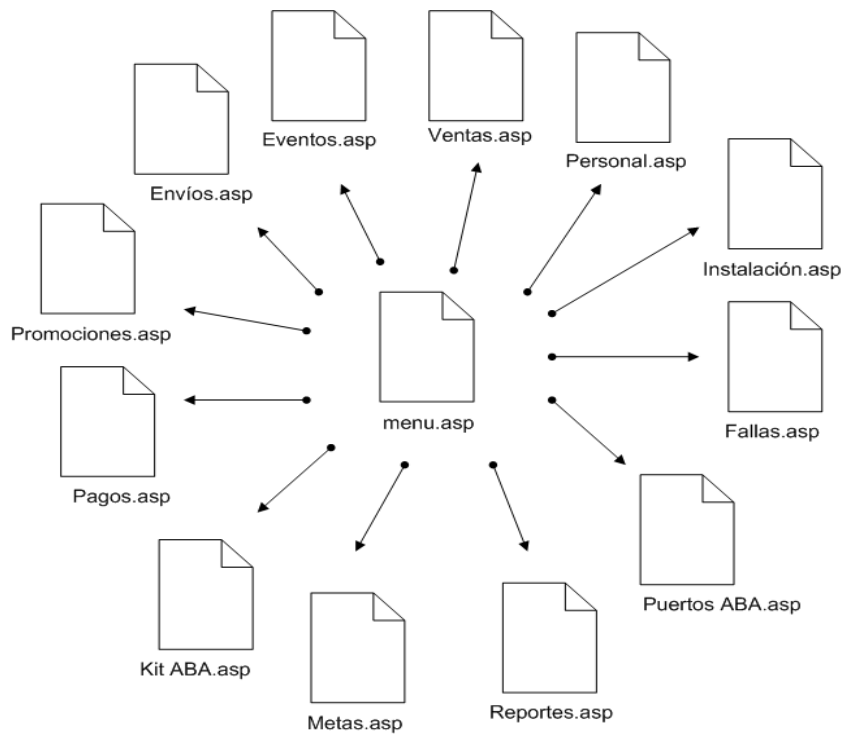 Eventos.asp
Ventas.asp
Personal.asp
Envíos.asp
Instalación.asp
Promociones.asp
menu.asp
Fallas.asp
Pagos.asp
Puertos ABA.asp
Kit ABA.asp
Metas.asp
Reportes.asp